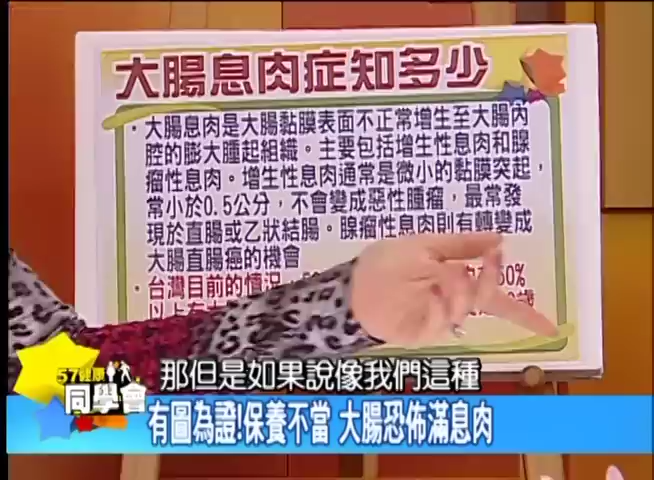 大腸息肉症知多少
・大腸息肉是大腸黏膜表面不正常增生至大腸內
腔的膨大腫起組織。主要包括增生性息肉和腺
瘤性息肉。增生性息肉通常是微小的黏膜突起，
常小於0.5公分，不會變成惡性腫瘤，最常發
現於直腸或乙狀結腸。腺瘤性息肉則有轉變成
大腸直腸癌的機會
・台灣目前的情況，
以上
那但是如果說像我們這種
57健康
同學會
有圖為證!保養不當 大腸恐佈滿息肉